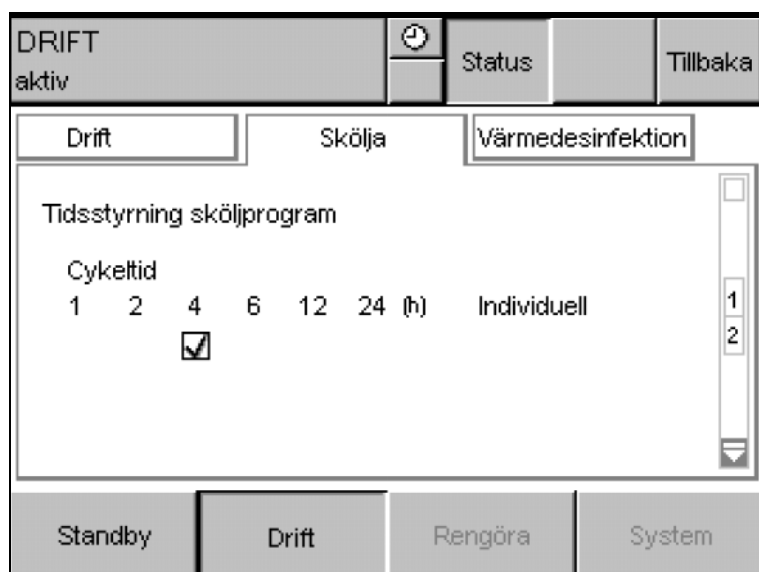 DRIFT
aktiv
Status
Tillbaka
Drift
Skölja
Värmedesinfektion
Tidsstyrning sköljprogram
Cykeltid
1 2 4 6 12 24 (h) Individuell
1
2
Standby
Drift
Rengöra
System